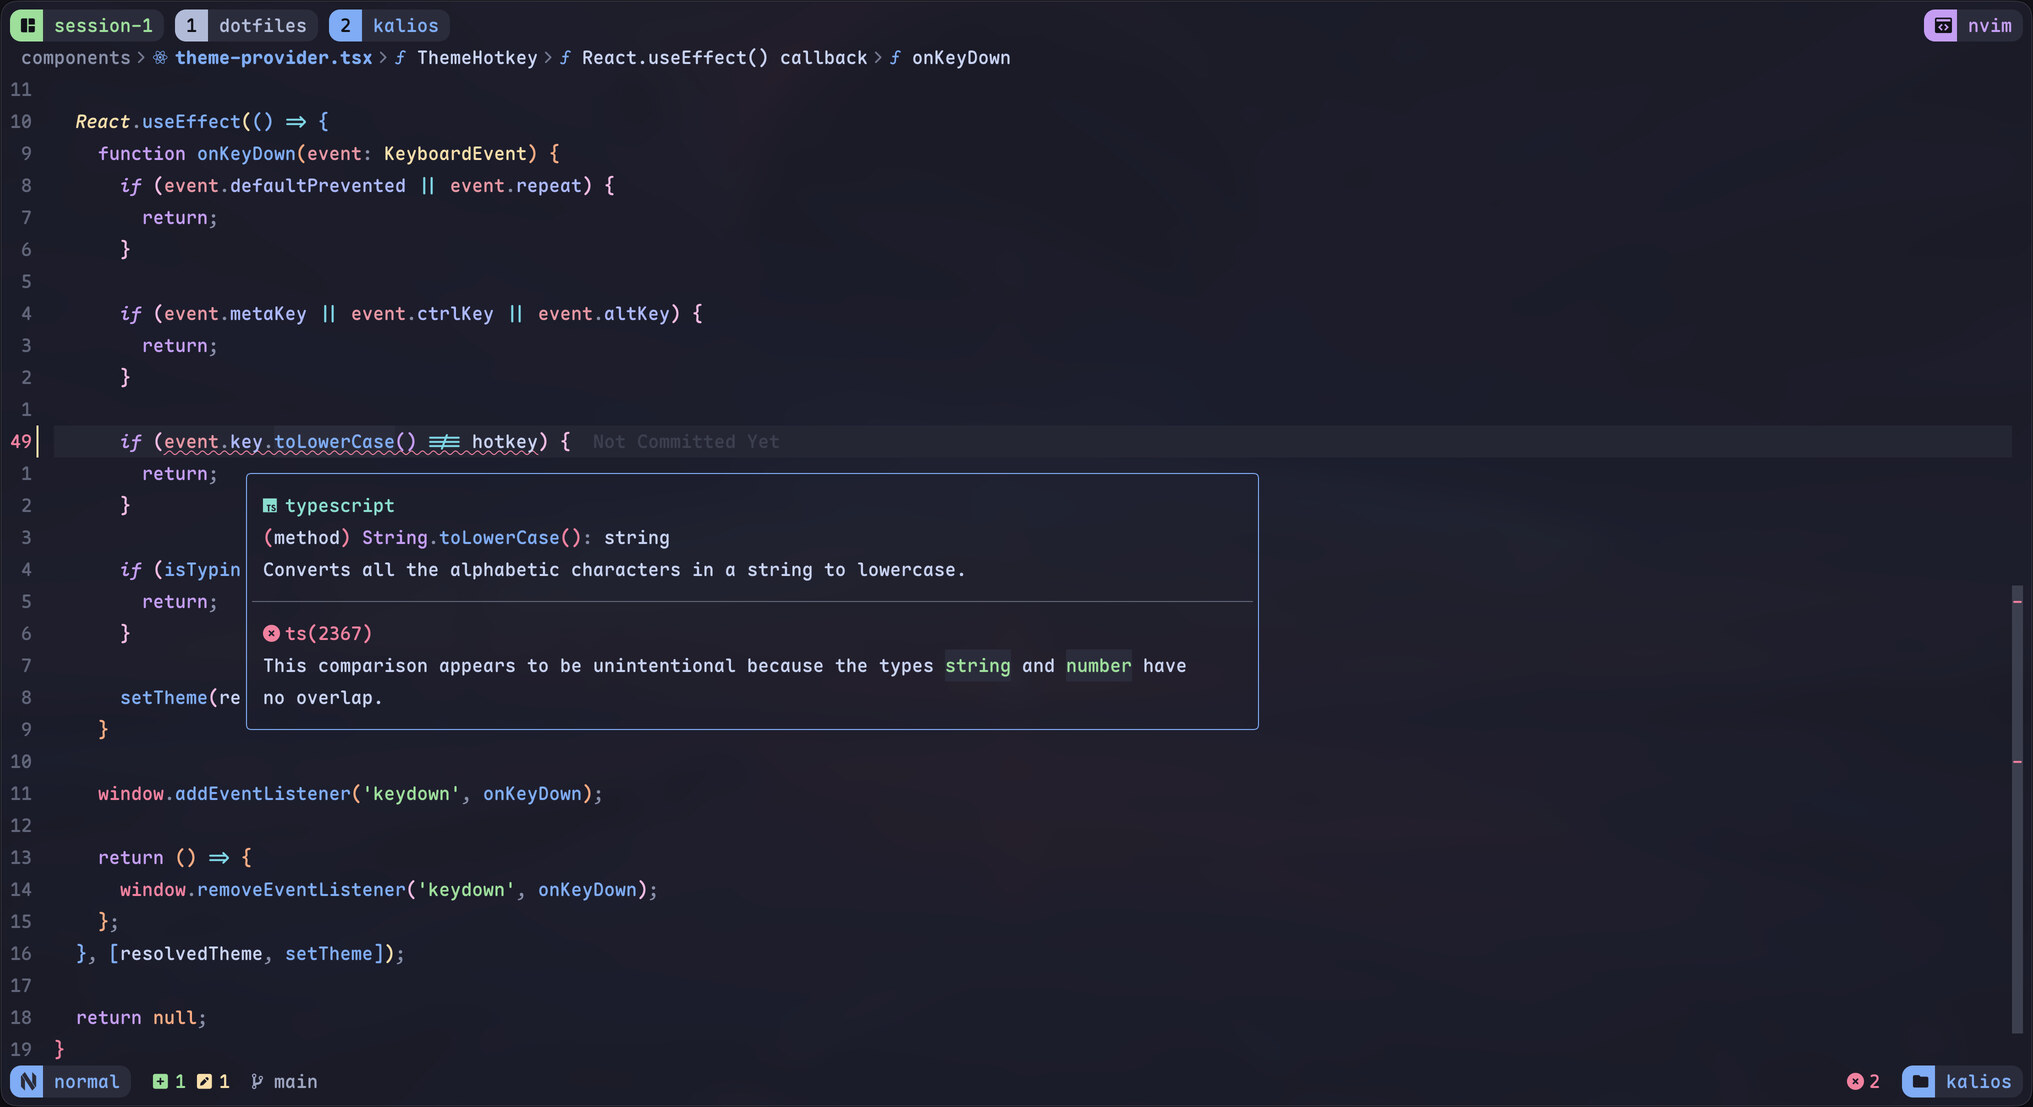 session-1 1 dotfiles 2 kalios nvim
components > theme-provider.tsx > ƒ ThemeHotkey > ƒ React.useEffect() callback > ƒ onKeyDown
11
10 React.useEffect(() => {
9 function onKeyDown(event: KeyboardEvent) {
8 if (event.defaultPrevented || event.repeat) {
7 return;
6 }
5
4 if (event.metaKey || event.ctrlKey || event.altKey) {
3 return;
2 }
1
49 if (event.key.toLowerCase() !== hotkey) { Not Committed Yet
1 return;
2 }
TS typescript
(method) String.toLowerCase(): string
Converts all the alphabetic characters in a string to lowercase.
ts(2367)
This comparison appears to be unintentional because the types string and number have
no overlap.
3
4 if (isTypin
5 return;
6 }
7
8 setTheme(re
9 }
10
11 window.addEventListener('keydown', onKeyDown);
12
13 return () => {
14 window.removeEventListener('keydown', onKeyDown);
15 };
16 }, [resolvedTheme, setTheme]);
17
18 return null;
19 }
N normal 1 1 main 2 kalios